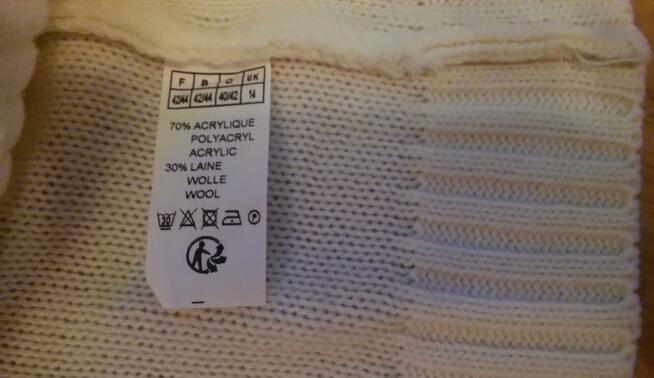 F B D UK
42/44 42/44 40/42 14
70% ACRYLIQUE
POLYACRYL
ACRYLIC
30% LAINE
WOLLE
WOOL
30 P